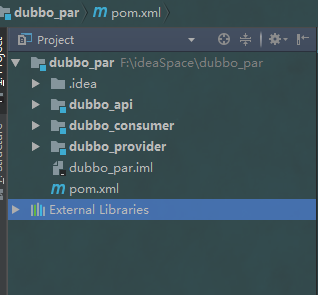 dubbo_par pom.xml
Project
dubbo_par F:\ideaSpace\dubbo_par
.idea
dubbo_api
dubbo_consumer
dubbo_provider
dubbo_par.iml
pom.xml
External Libraries